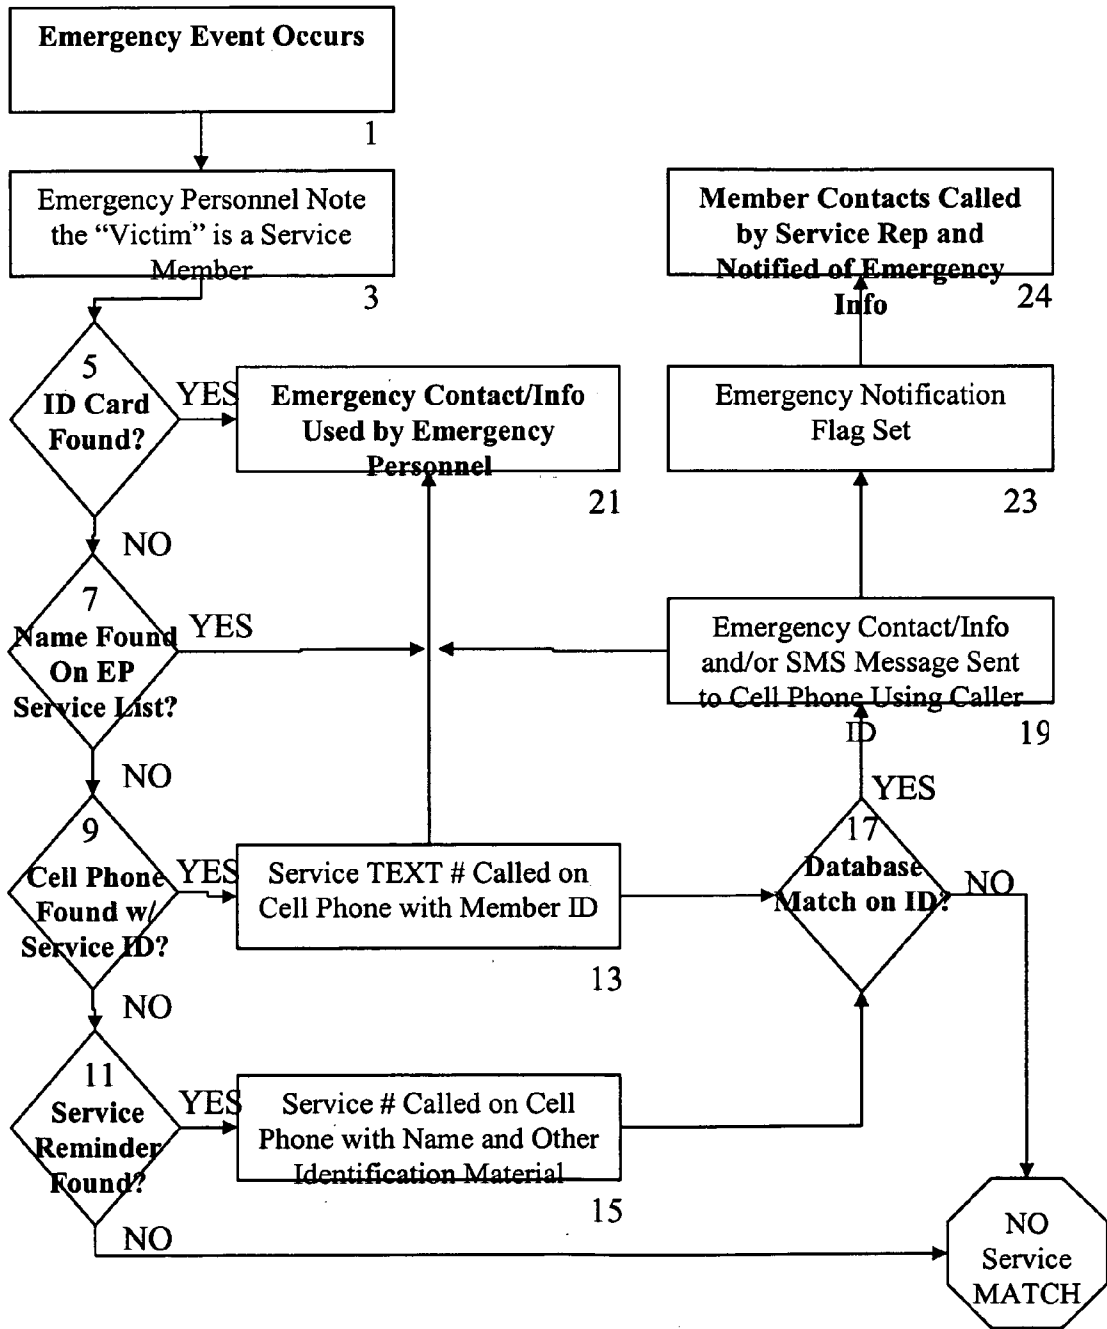 Emergency Event Occurs
1
Emergency Personnel Note
the “Victim” is a Service
Member
3
Member Contacts Called
by Service Rep and
Notified of Emergency
Info
24
5
ID Card
Found?
YES
NO
Emergency Contact/Info
Used by Emergency
Personnel
21
Emergency Notification
Flag Set
23
7
Name Found
On EP
Service List?
YES
NO
Emergency Contact/Info
and/or SMS Message Sent
to Cell Phone Using Caller
ID
19
9
Cell Phone
Found w/
Service ID?
YES
NO
Service TEXT # Called on
Cell Phone with Member ID
13
YES
17
Database
Match on ID?
NO
11
Service
Reminder
Found?
YES
NO
Service # Called on Cell
Phone with Name and Other
Identification Material
15
NO
Service
MATCH